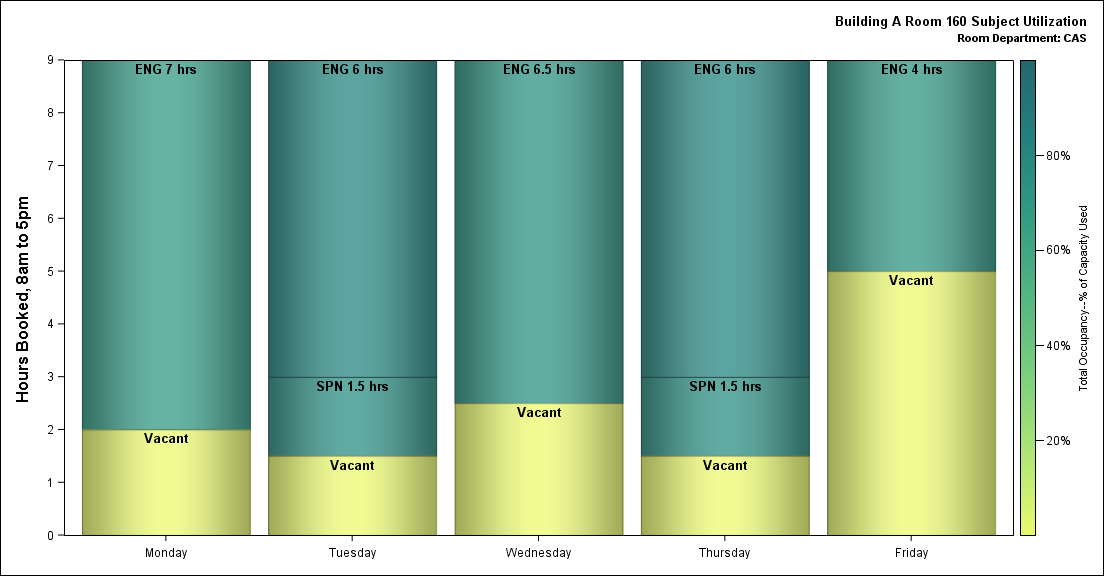 Building A Room 160 Subject Utilization
Room Department: CAS
Hours Booked, 8am to 5pm
9
8
7
6
5
4
3
2
1
0
ENG 7 hrs
Vacant
ENG 6 hrs
SPN 1.5 hrs
Vacant
ENG 6.5 hrs
Vacant
ENG 6 hrs
SPN 1.5 hrs
Vacant
ENG 4 hrs
Vacant
Monday
Tuesday
Wednesday
Thursday
Friday
80%
60%
40%
20%
Total Occupancy--% of Capacity Used